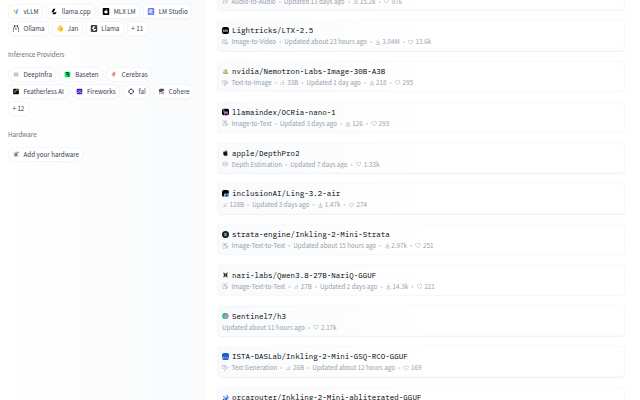 vLLM llama.cpp MLX LM LM Studio
Ollama Jan Llama +11
Inference Providers
DeepInfra Baseten Cerebras
Featherless AI Fireworks fal Cohere
+12
Hardware
Add your hardware
Audio-to-Audio • Updated 13 days ago
Lightricks/LTX-2.5
Image-to-Video • Updated about 23 hours ago • 3.04M • 13.6k
nvidia/Nemotron-Labs-Image-30B-A3B
Text-to-Image • 33B • Updated 1 day ago • 218 • 295
llamaindex/OCRia-nano-1
Image-to-Text • Updated 3 days ago • 126 • 293
apple/DepthPro2
Depth Estimation • Updated 7 days ago • 1.33k
inclusionAI/Ling-3.2-air
128B • Updated 3 days ago • 1.47k • 274
strata-engine/Inkling-2-Mini-Strata
Image-Text-to-Text • Updated about 15 hours ago • 2.97k • 251
nari-labs/Qwen3.8-27B-NariQ-GGUF
Image-Text-to-Text • 27B • Updated 2 days ago • 14.3k • 221
Sentinel7/h3
Updated about 11 hours ago • 2.17k
ISTA-DASLab/Inkling-2-Mini-GSQ-RCO-GGUF
Text Generation • 26B • Updated about 12 hours ago • 169
orcarouter/Inkling-2-Mini-abliterated-GGUF